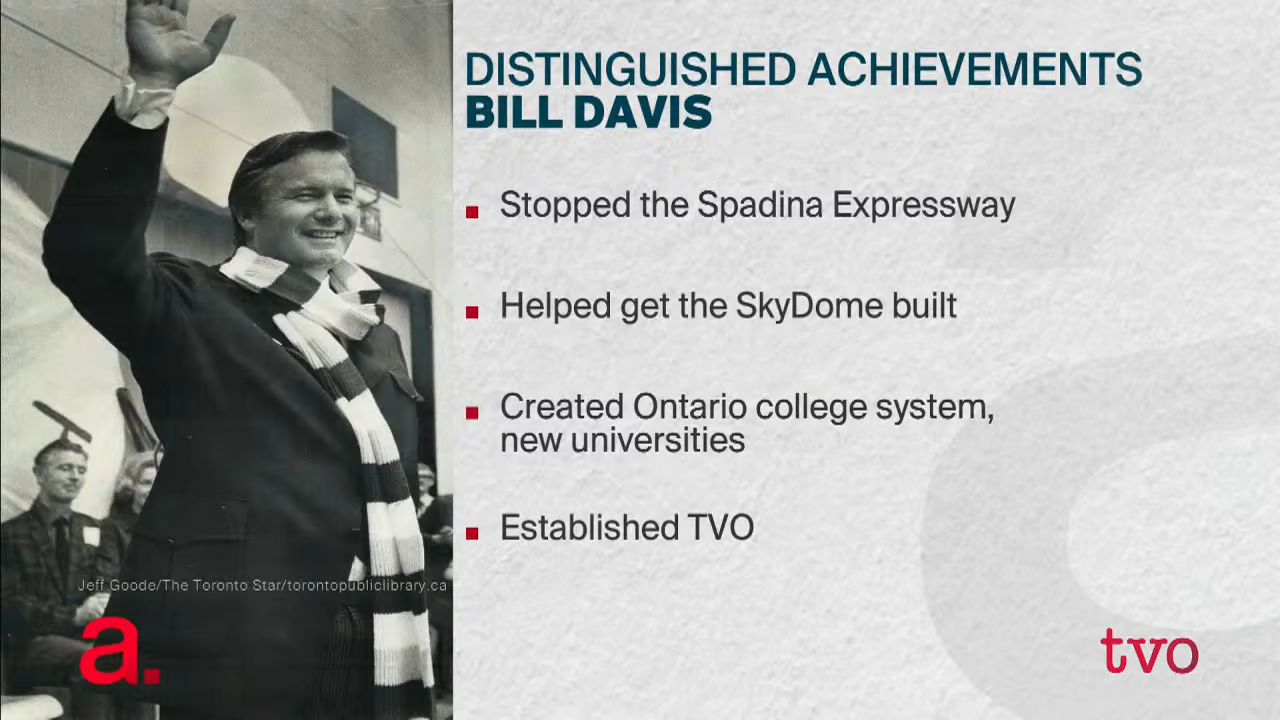 DISTINGUISHED ACHIEVEMENTS
BILL DAVIS
Stopped the Spadina Expressway
Helped get the SkyDome built
Created Ontario college system,
new universities
Established TVO
Jeff Goode/The Toronto Star/torontopubliclibrary.ca
a.
tvo